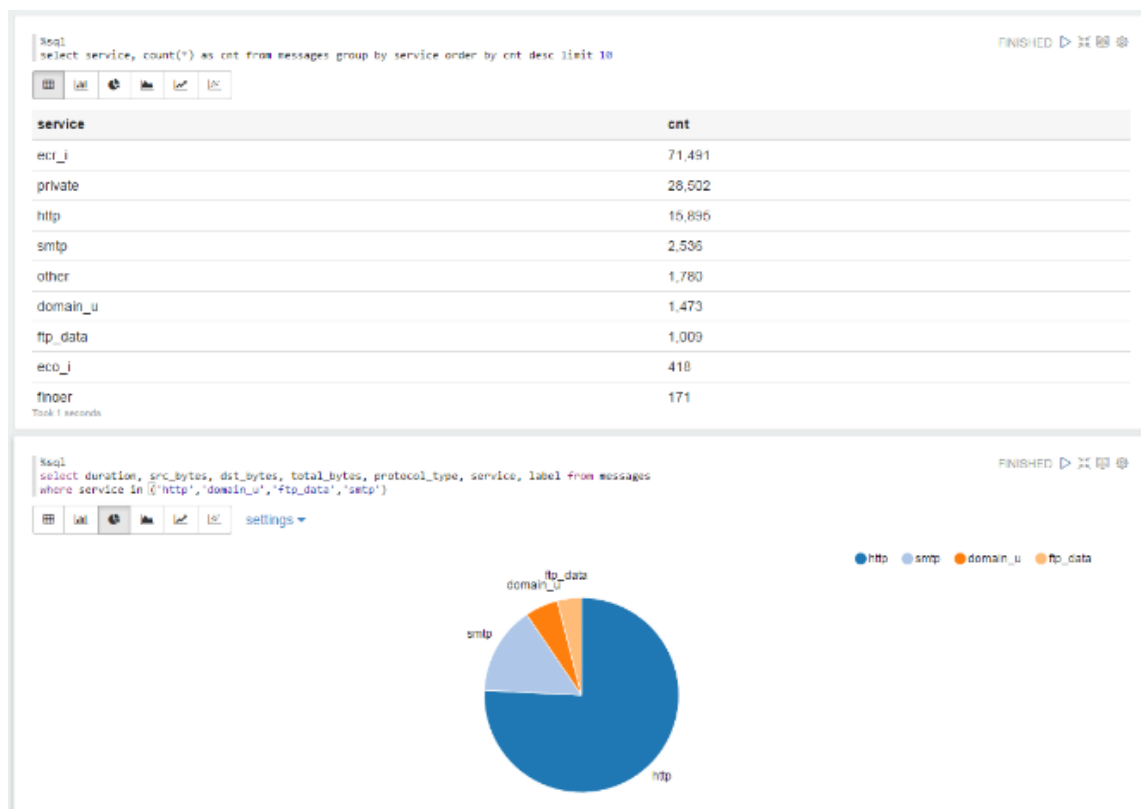 %sql
select service, count(*) as cnt from messages group by service order by cnt desc limit 10
FINISHED
service cnt
ecr_i 71,491
private 28,502
http 15,895
smtp 2,536
other 1,780
domain_u 1,473
ftp_data 1,009
eco_i 418
finger 171
Took 1 seconds
%sql
select duration, src_bytes, dst_bytes, total_bytes, protocol_type, service, label from messages
where service in ('http','domain_u','ftp_data','smtp')
FINISHED
settings
http smtp domain_u ftp_data
ftp_data
domain_u
smtp
http